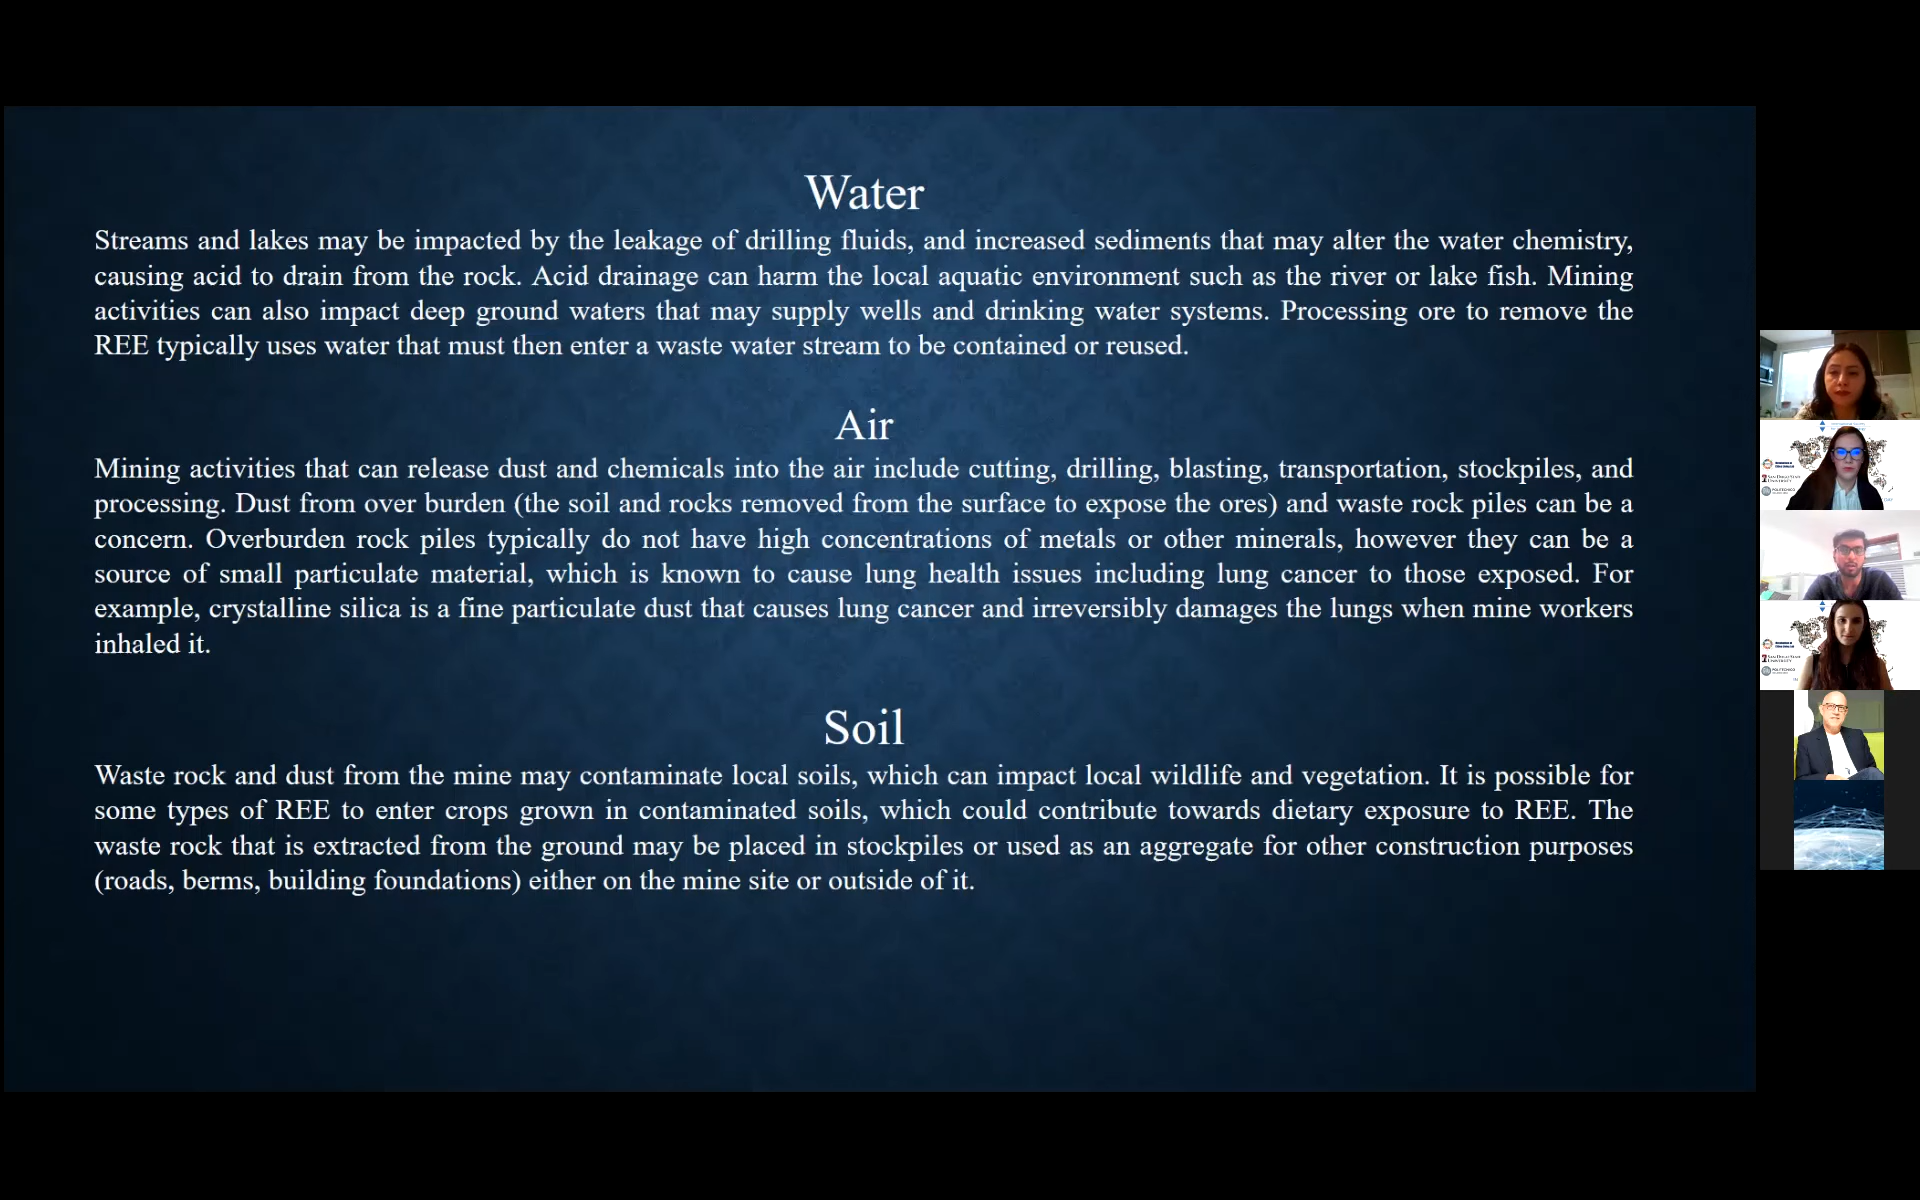 Water
Streams and lakes may be impacted by the leakage of drilling fluids, and increased sediments that may alter the water chemistry,
causing acid to drain from the rock. Acid drainage can harm the local aquatic environment such as the river or lake fish. Mining
activities can also impact deep ground waters that may supply wells and drinking water systems. Processing ore to remove the
REE typically uses water that must then enter a waste water stream to be contained or reused.
Air
Mining activities that can release dust and chemicals into the air include cutting, drilling, blasting, transportation, stockpiles, and
processing. Dust from over burden (the soil and rocks removed from the surface to expose the ores) and waste rock piles can be a
concern. Overburden rock piles typically do not have high concentrations of metals or other minerals, however they can be a
source of small particulate material, which is known to cause lung health issues including lung cancer to those exposed. For
example, crystalline silica is a fine particulate dust that causes lung cancer and irreversibly damages the lungs when mine workers
inhaled it.
Soil
Waste rock and dust from the mine may contaminate local soils, which can impact local wildlife and vegetation. It is possible for
some types of REE to enter crops grown in contaminated soils, which could contribute towards dietary exposure to REE. The
waste rock that is extracted from the ground may be placed in stockpiles or used as an aggregate for other construction purposes
(roads, berms, building foundations) either on the mine site or outside of it.
SAN DIEGO STATE
UNIVERSITY
POLITECNICO
SAN DIEGO STATE
UNIVERSITY
POLITECNICO